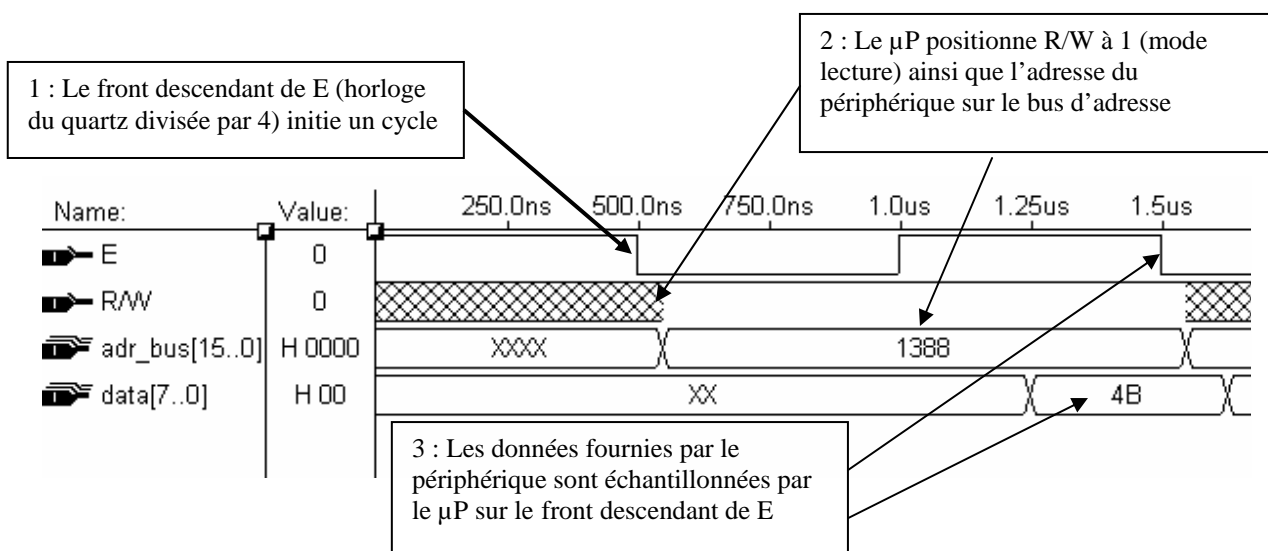 2 : Le µP positionne R/W à 1 (mode
lecture) ainsi que l'adresse du
périphérique sur le bus d'adresse
1 : Le front descendant de E (horloge
du quartz divisée par 4) initie un cycle
Name: Value: 250.0ns 500.0ns 750.0ns 1.0us 1.25us 1.5us
E 0
R/W 0
adr_bus[15..0] H 0000 XXXX 1388
data[7..0] H 00 XX 4B
3 : Les données fournies par le
périphérique sont échantillonnées par
le µP sur le front descendant de E